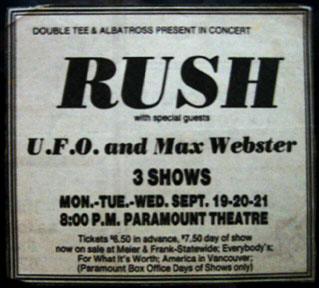 DOUBLE TEE & ALBATROSS PRESENT IN CONCERT
RUSH
with special guests
U.F.O. and Max Webster
3 SHOWS
MON.-TUE.-WED. SEPT. 19-20-21
8:00 P.M. PARAMOUNT THEATRE
Tickets $6.50 in advance, $7.50 day of show
now on sale at Meier & Frank-Statewide; Everybody's;
For What It's Worth; America in Vancouver;
(Paramount Box Office Days of Shows only)